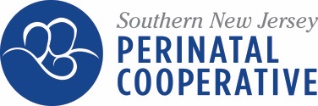 Southern New Jersey
PERINATAL
COOPERATIVE